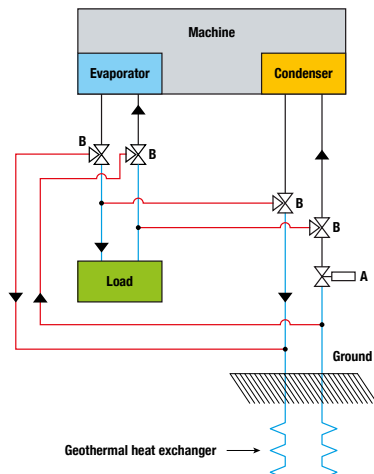 Machine
Evaporator
Condenser
B
B
B
B
A
Load
Ground
Geothermal heat exchanger